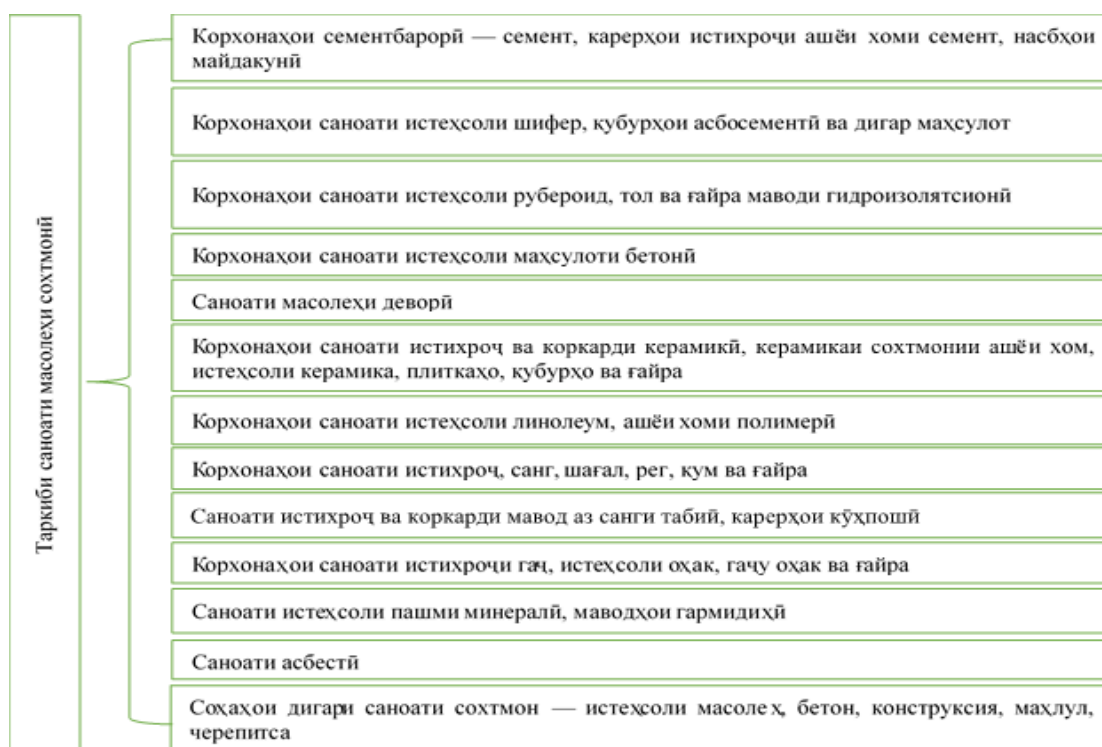 Таркиби саноати масолеҳи сохтмонӣ
Корхонаҳои сементбарорӣ — семент, карерҳои истихроҷи ашёи хоми семент, насбҳои
майдакунӣ
Корхонаҳои саноати истеҳсоли шифер, қубурҳои асбосементӣ ва дигар маҳсулот
Корхонаҳои саноати истеҳсоли рубероид, тол ва ғайра маводи гидроизолятсионӣ
Корхонаҳои саноати истеҳсоли маҳсулоти бетонӣ
Саноати масолеҳи деворӣ
Корхонаҳои саноати истихроҷ ва коркарди керамикӣ, керамикаи сохтмонии ашёи хом,
истеҳсоли керамика, плиткаҳо, қубурҳо ва ғайра
Корхонаҳои саноати истеҳсоли линолеум, ашёи хоми полимерӣ
Корхонаҳои саноати истихроҷ, санг, шағал, рег, қум ва ғайра
Саноати истихроҷ ва коркарди мавод аз санги табиӣ, карерҳои кӯҳпошӣ
Корхонаҳои саноати истихроҷи гаҷ, истеҳсоли оҳак, гаҷу оҳак ва ғайра
Саноати истеҳсоли пашми минералӣ, маводҳои гармидиҳӣ
Саноати асбестӣ
Соҳаҳои дигари саноати сохтмон — истеҳсоли масолеҳ, бетон, конструксия, маҳлул,
черепитса